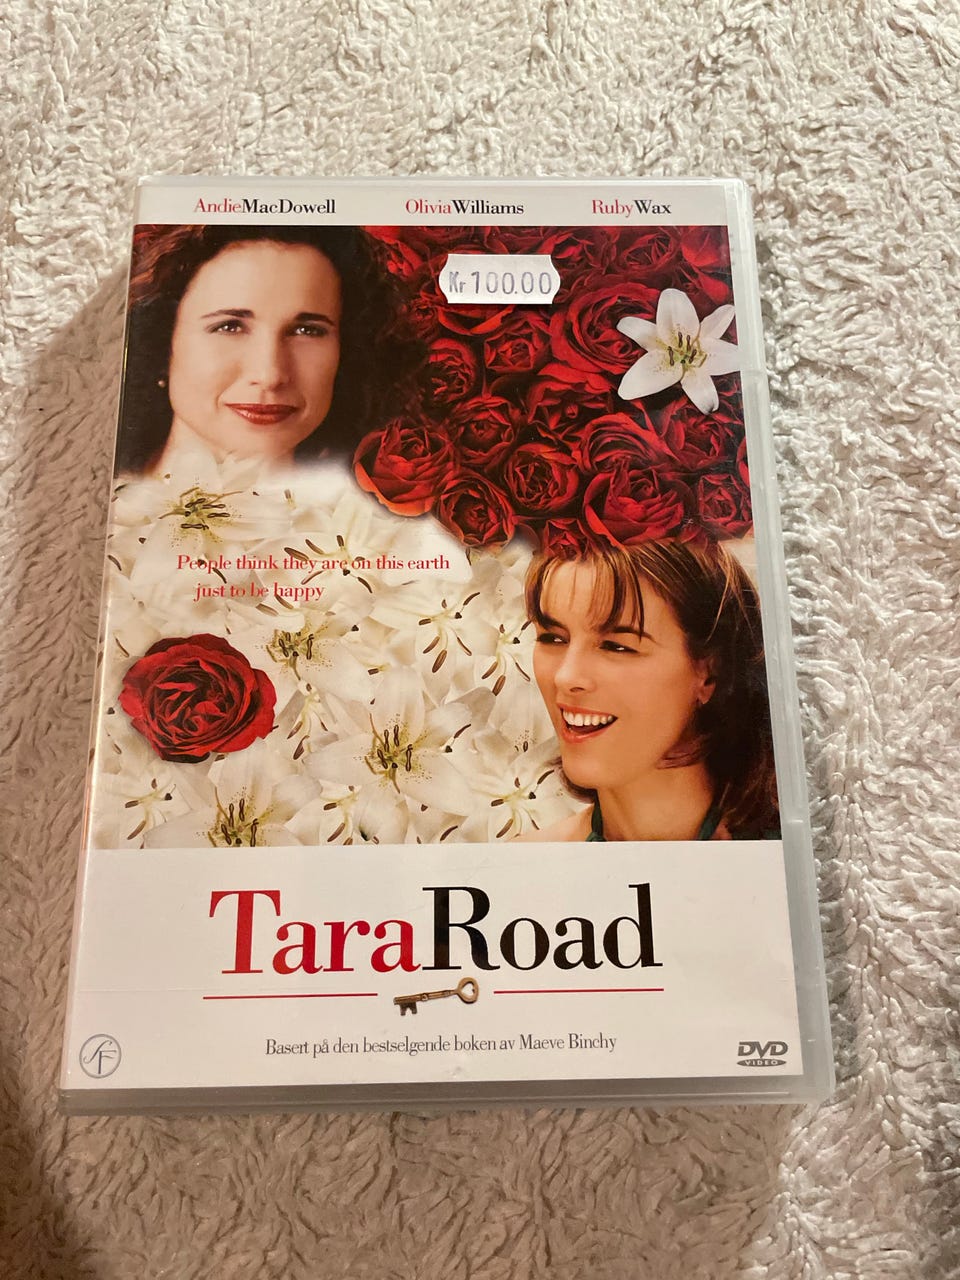 AndieMacDowell OliviaWilliams RubyWax
Kr 100.00
People think they are on this earth
just to be happy
TaraRoad
Basert på den bestselgende boken av Maeve Binchy
SF
DVD
VIDEO